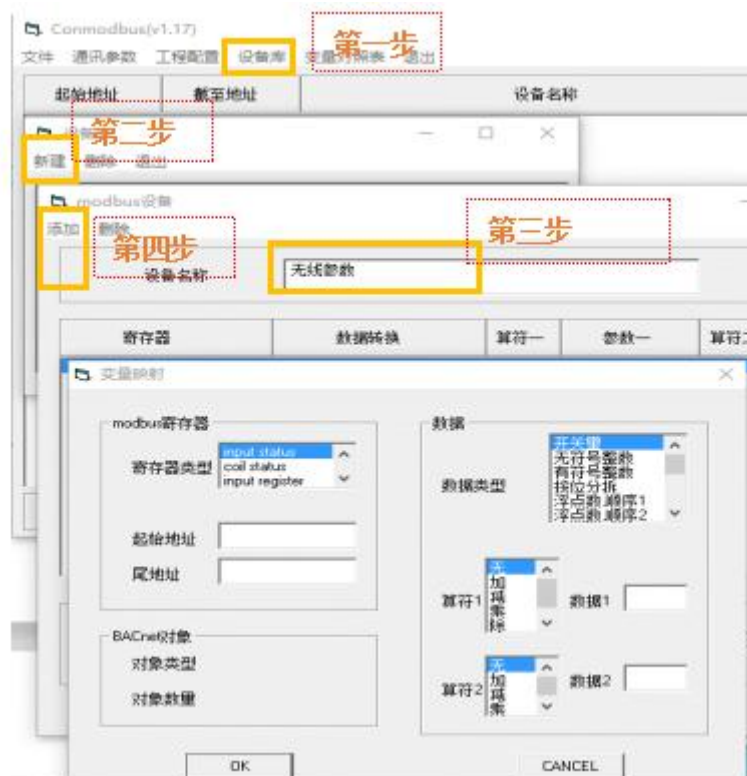 Conmodbus(v1.17)
第一步
文件 通讯参数 工程配置 设备库 变量对照表 退出
起始地址 截至地址 设备名称
第二步
新建 删除 退出
modbus设备
添加 删除
第三步
第四步
设备名称 无线参数
寄存器 数据转换 算符一 参数一
变量映射
modbus寄存器
寄存器类型
input status
coil status
input register
起始地址
尾地址
BACnet对象
对象类型
对象数量
数据
数据类型
开关量
无符号整数
有符号整数
按位分拆
浮点数,顺序1
浮点数,顺序2
算符1
无
加
减
乘
除
数据1
算符2
无
加
减
乘
数据2
OK CANCEL